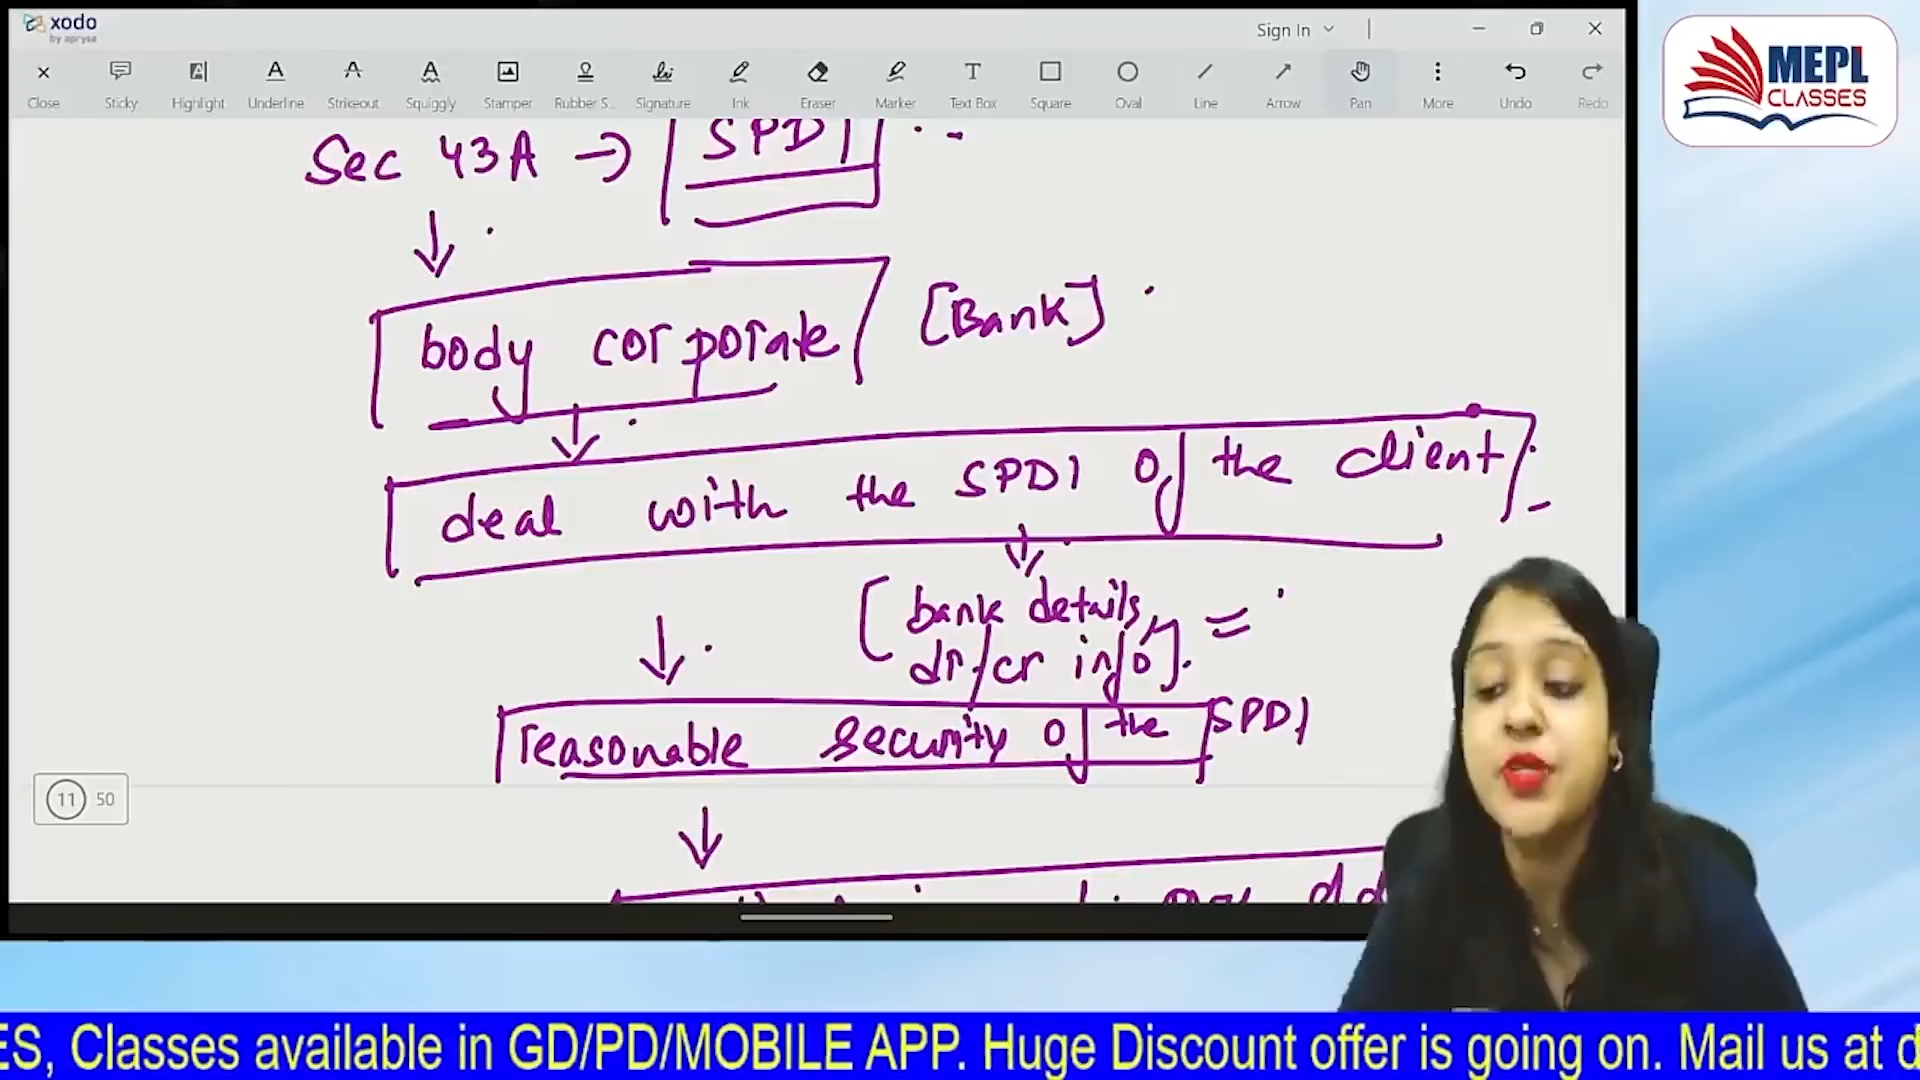 xodo
by apryse
Sign In
Close Sticky Highlight Underline Strikeout Squiggly Stamper Rubber S... Signature Ink Eraser Marker Text Box Square Oval Line Arrow Pan More Undo Redo
MEPL
CLASSES
Sec 43A → SPDI
body corporate [Bank]
deal with the SPDI of the client
[bank details,
dr/cr info].
reasonable security of the SPDI
11 50
ES, Classes available in GD/PD/MOBILE APP. Huge Discount offer is going on. Mail us at d